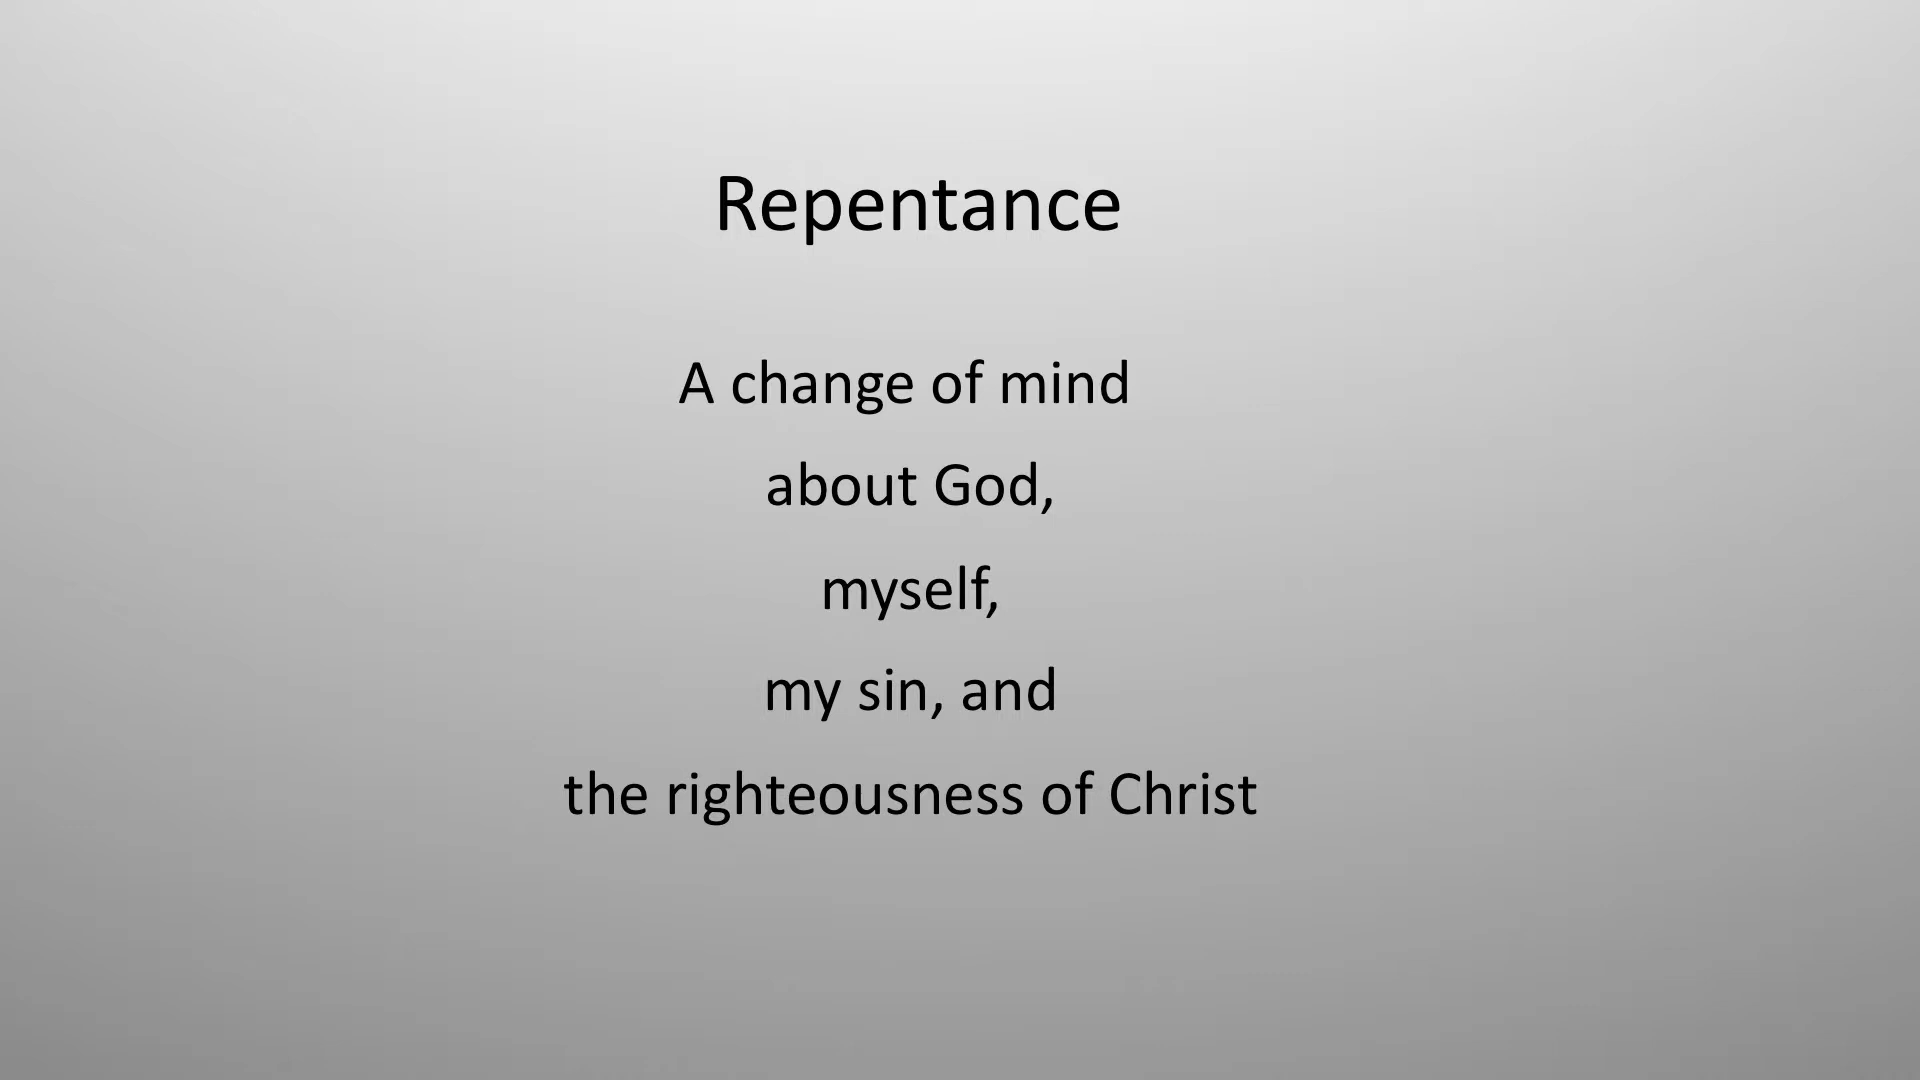 Repentance
A change of mind
about God,
myself,
my sin, and
the righteousness of Christ